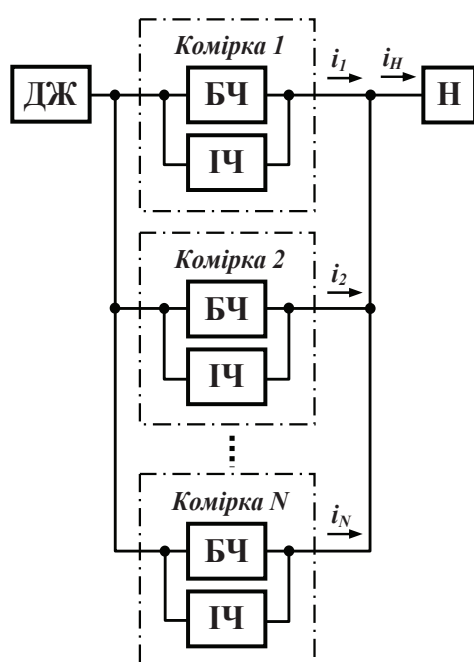 Комірка 1
ДЖ
БЧ
ІЧ
i1
iН
Н
Комірка 2
БЧ
ІЧ
i2
Комірка N
БЧ
ІЧ
iN